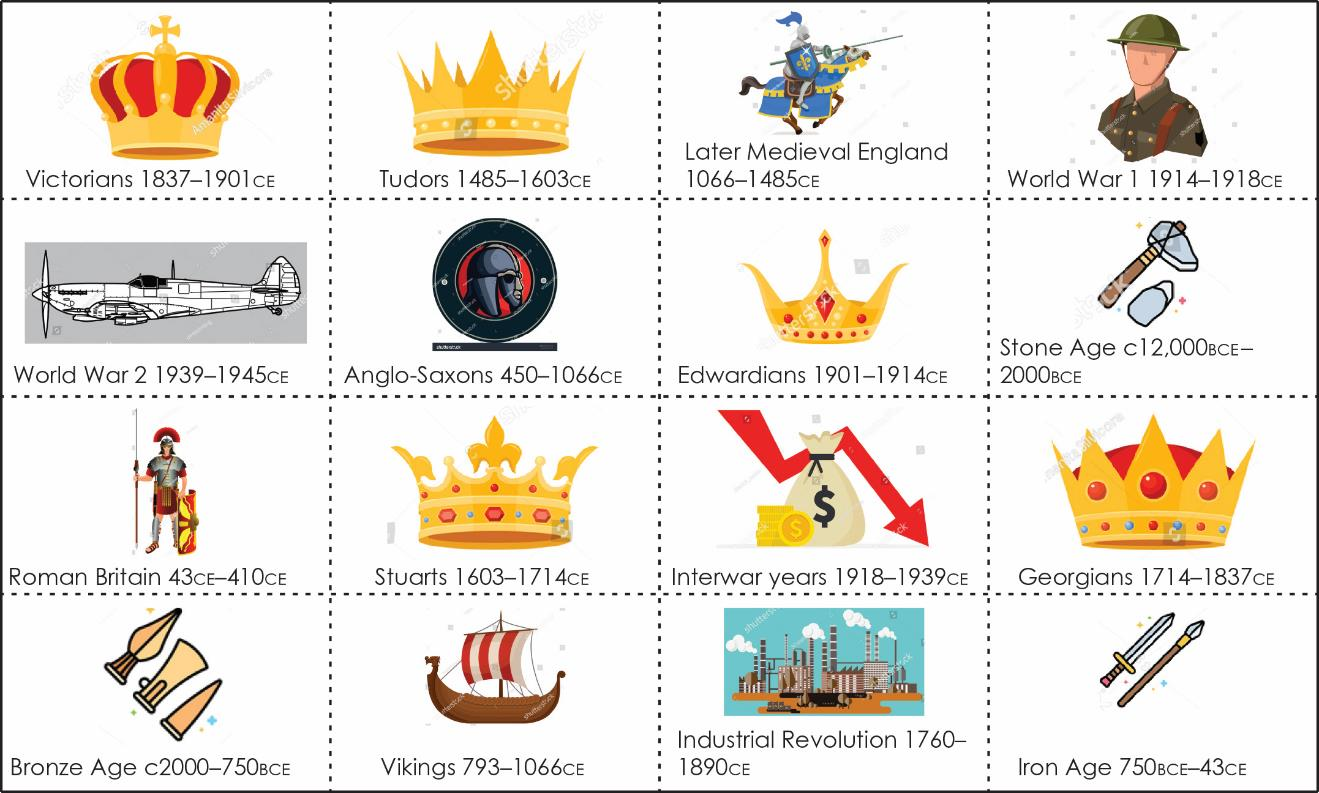 Victorians 1837–1901CE
Tudors 1485–1603CE
Later Medieval England
1066–1485CE
World War 1 1914–1918CE
World War 2 1939–1945CE
Anglo-Saxons 450–1066CE
Edwardians 1901–1914CE
Stone Age c12,000BCE–
2000BCE
Roman Britain 43CE–410CE
Stuarts 1603–1714CE
$
$
Interwar years 1918–1939CE
Georgians 1714–1837CE
Bronze Age c2000–750BCE
Vikings 793–1066CE
Industrial Revolution 1760–
1890CE
Iron Age 750BCE–43CE